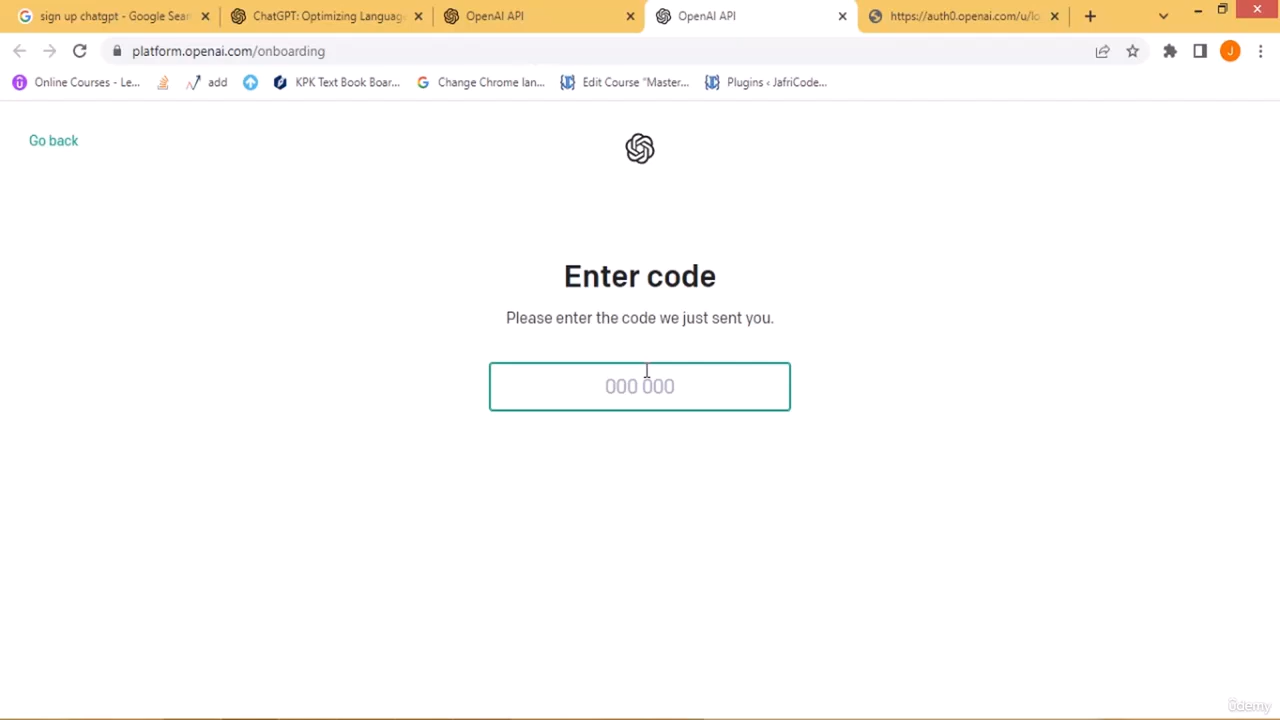 sign up chatgpt - Google Sear
ChatGPT: Optimizing Language
OpenAI API
OpenAI API
https://auth0.openai.com/u/lo
platform.openai.com/onboarding
J
Online Courses - Le...
add
KPK Text Book Boar...
Change Chrome lan...
Edit Course “Master...
Plugins ‹ JafriCode...
Go back
Enter code
Please enter the code we just sent you.
000 000
ûdemy